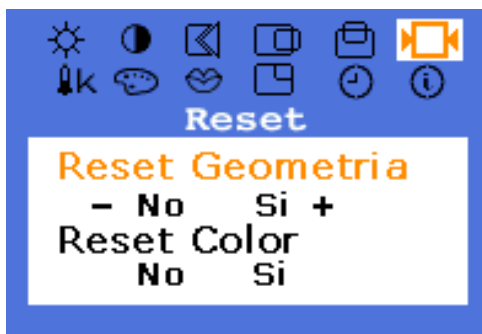 k
Reset
Reset Geometria
- No Si +
Reset Color
No Si